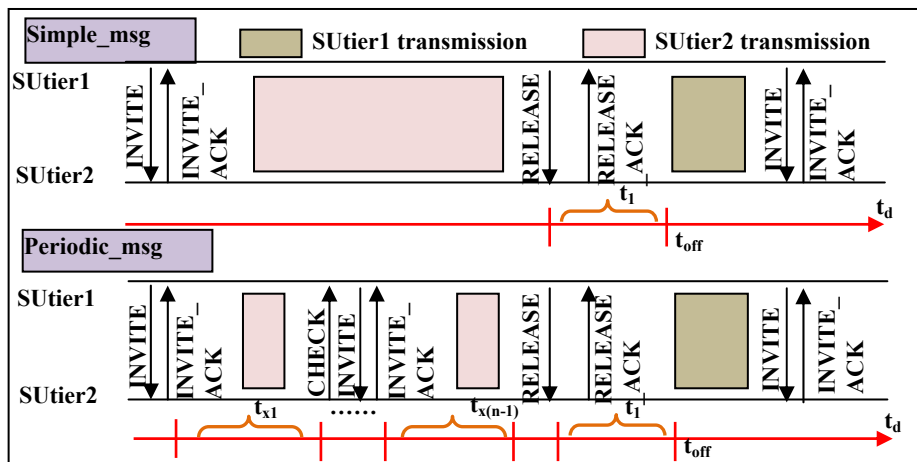 Simple_msg
SUtier1 transmission
SUtier2 transmission
SUtier1
INVITE
INVITE_
ACK
RELEASE
RELEASE_
ACK
INVITE
INVITE_
ACK
SUtier2
t1
toff
td
Periodic_msg
SUtier1
INVITE
INVITE_
ACK
CHECK
INVITE
INVITE_
ACK
RELEASE
RELEASE_
ACK
INVITE
INVITE_
ACK
SUtier2
......
tx1
tx(n-1)
t1
toff
td